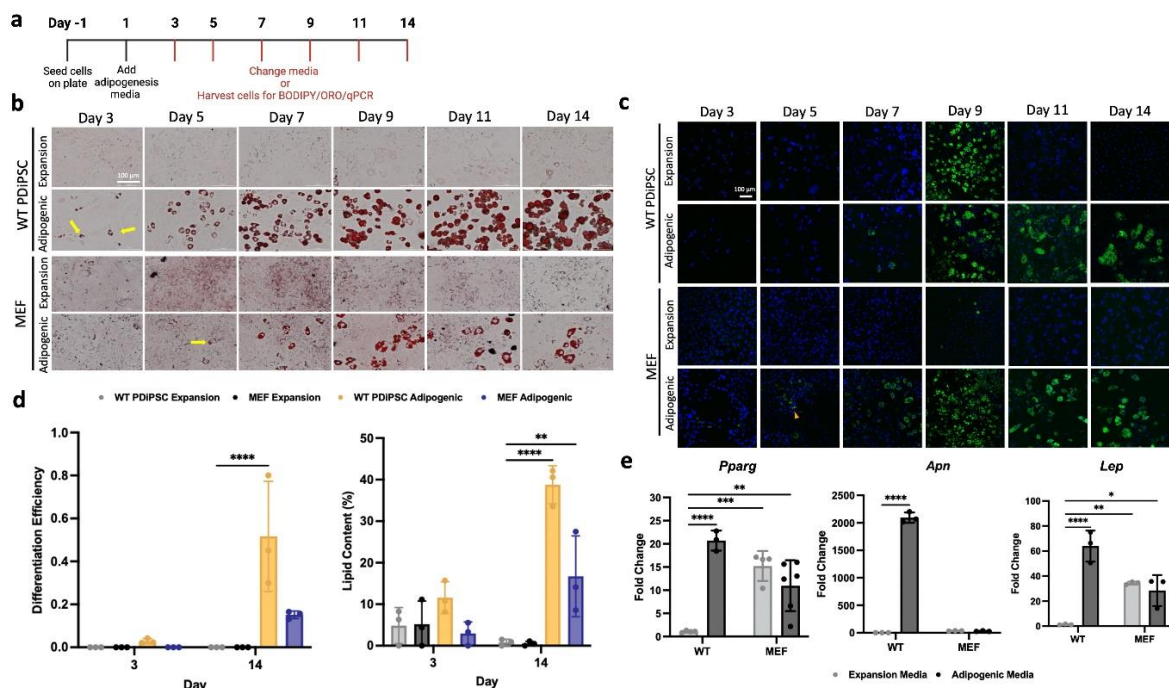 a
Day -1 1 3 5 7 9 11 14
Seed cells
on plate
Add
adipogenesis
media
Change media
or
Harvest cells for BODIPY/ORO/qPCR
b
Day 3 Day 5 Day 7 Day 9 Day 11 Day 14
WT PDiPSC
Expansion
100 µm
Adipogenic
MEF
Expansion
Adipogenic
c
Day 3 Day 5 Day 7 Day 9 Day 11 Day 14
WT PDiPSC
Expansion
100 µm
Adipogenic
MEF
Expansion
Adipogenic
d
WT PDiPSC Expansion MEF Expansion WT PDiPSC Adipogenic MEF Adipogenic
Differentiation Efficiency
1.0
0.8
0.6
0.4
0.2
0.0
****
3 14
Day
Lipid Content (%)
50
40
30
20
10
0
**
****
3 14
Day
e
Pparg
Fold Change
25
20
15
10
5
0
**
***
****
WT MEF
Apn
Fold Change
2500
2000
1500
1000
500
0
****
WT MEF
Lep
Fold Change
100
80
60
40
20
0
*
**
****
WT MEF
Expansion Media Adipogenic Media